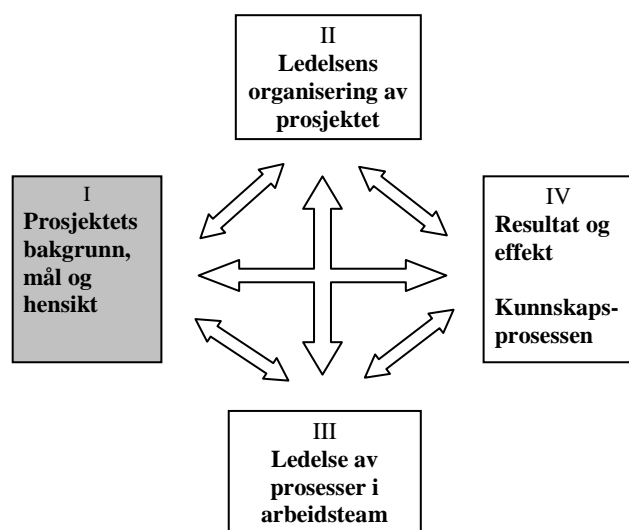 II
Ledelsens
organisering av
prosjektet
I
Prosjektets
bakgrunn,
mål og
hensikt
IV
Resultat og
effekt
Kunnskaps-
prosessen
III
Ledelse av
prosesser i
arbeidsteam